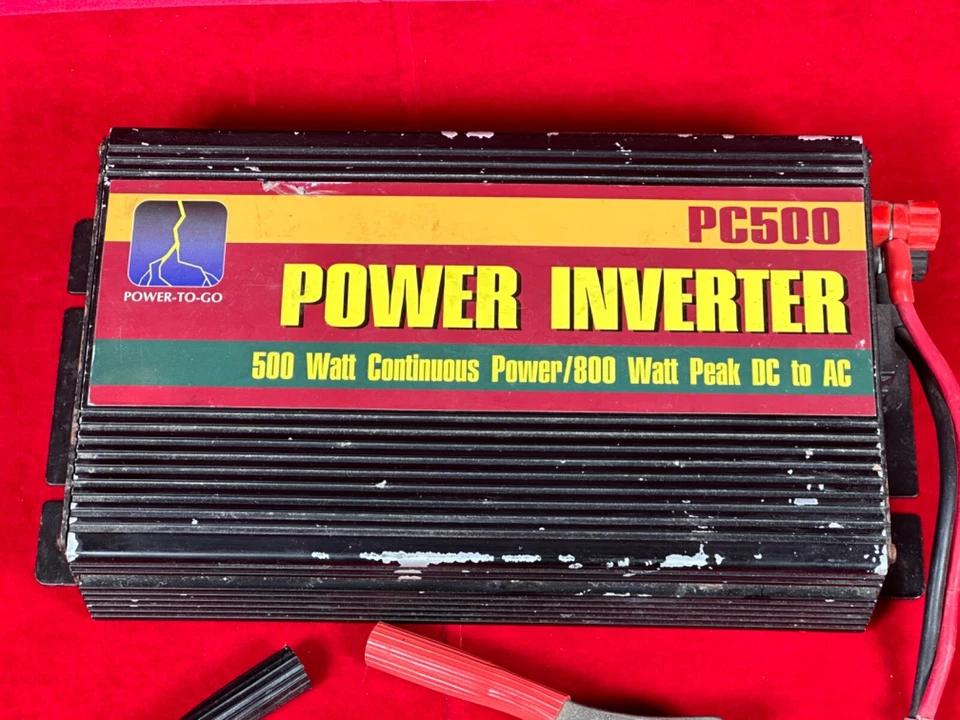 PC500
POWER-TO-GO
POWER INVERTER
500 Watt Continuous Power/800 Watt Peak DC to AC